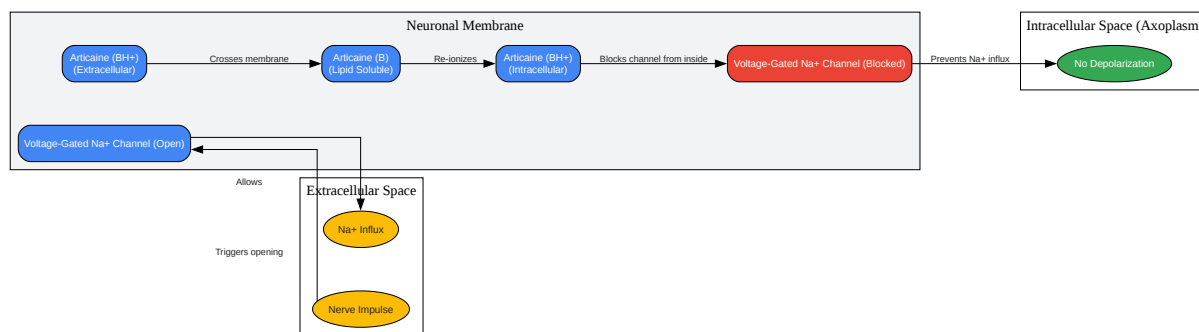 Neuronal Membrane
Intracellular Space (Axoplasm
Articaine (BH+)
(Extracellular)
Crosses membrane
Articaine (B)
(Lipid Soluble)
Re-ionizes
Articaine (BH+)
(Intracellular)
Blocks channel from inside
Voltage-Gated Na+ Channel (Blocked)
Prevents Na+ influx
No Depolarization
Voltage-Gated Na+ Channel (Open)
Allows
Extracellular Space
Na+ Influx
Triggers opening
Nerve Impulse